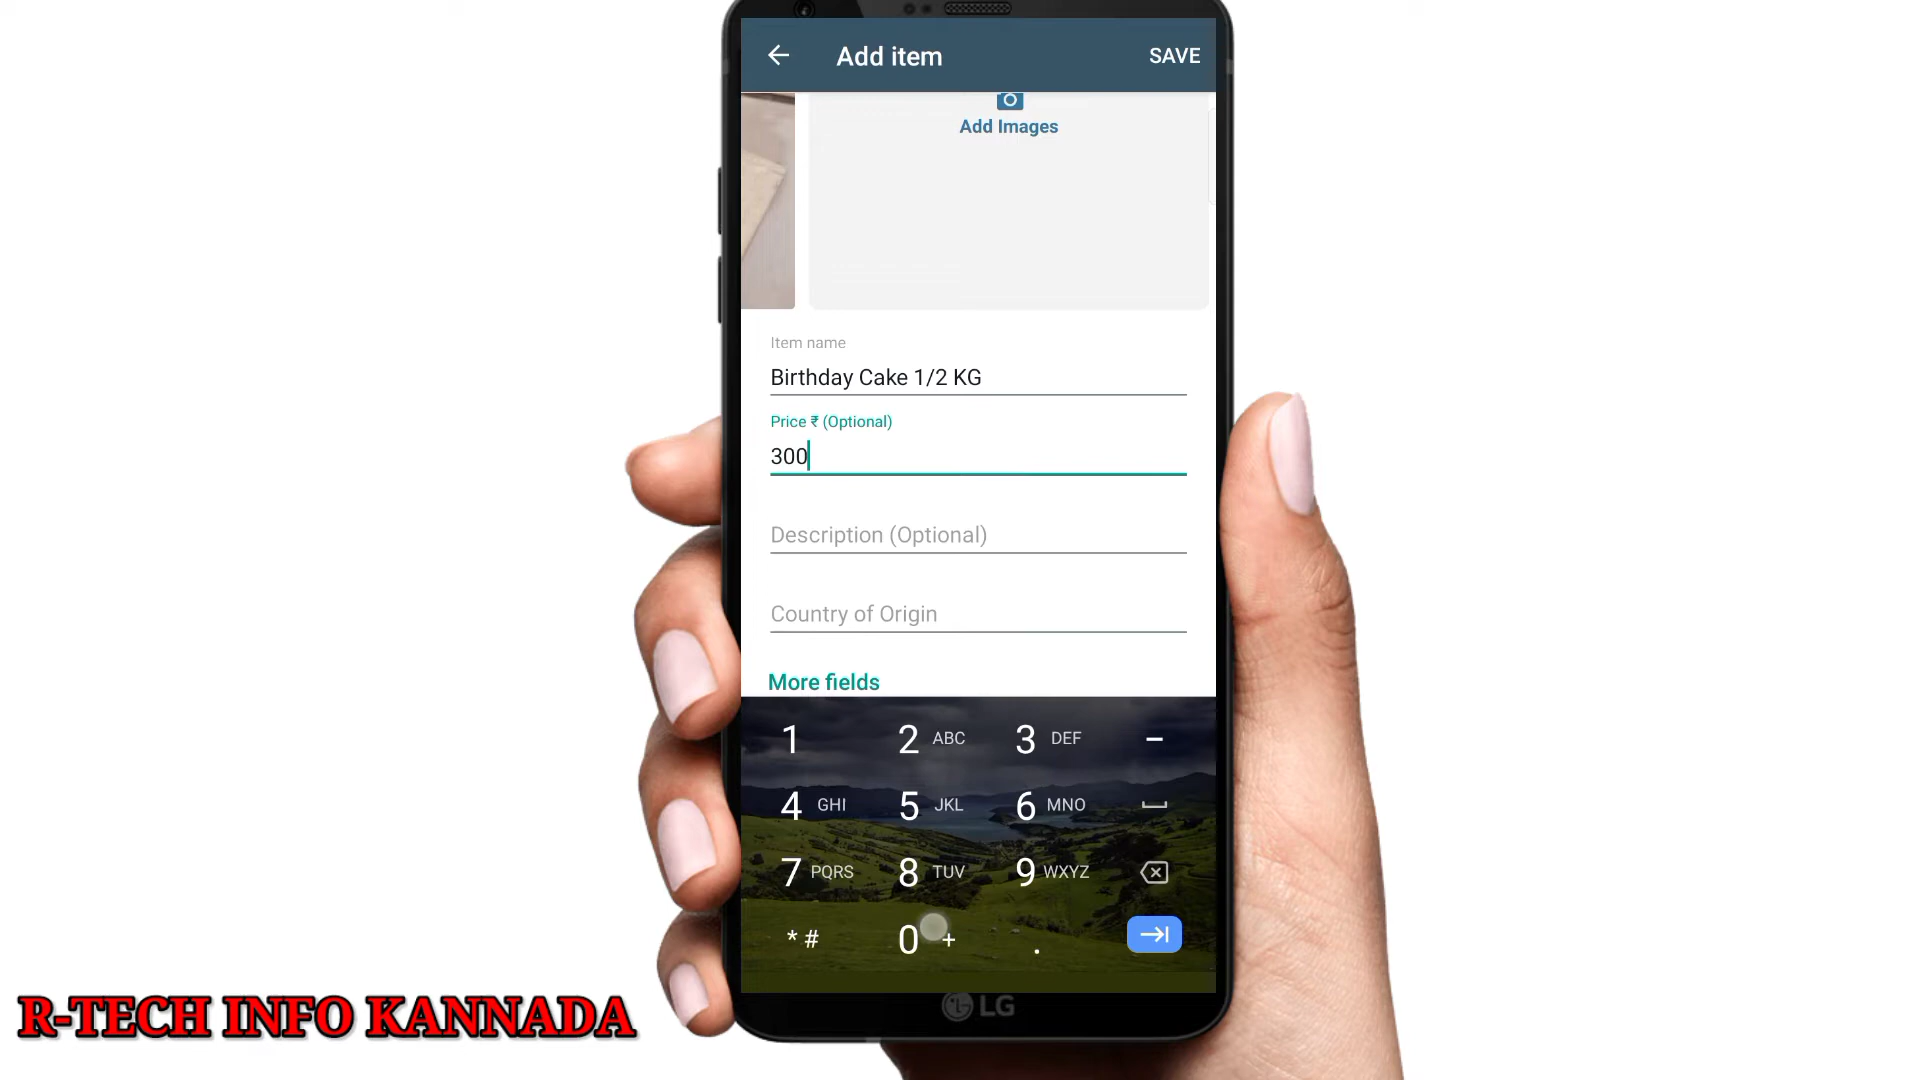 Add item
SAVE
Add Images
Item name
Birthday Cake 1/2 KG
Price ₹ (Optional)
300
Description (Optional)
Country of Origin
More fields
1 2 ABC 3 DEF -
4 GHI 5 JKL 6 MNO
7 PQRS 8 TUV 9 WXYZ
* # 0 + .
LG
R-TECH INFO KANNADA